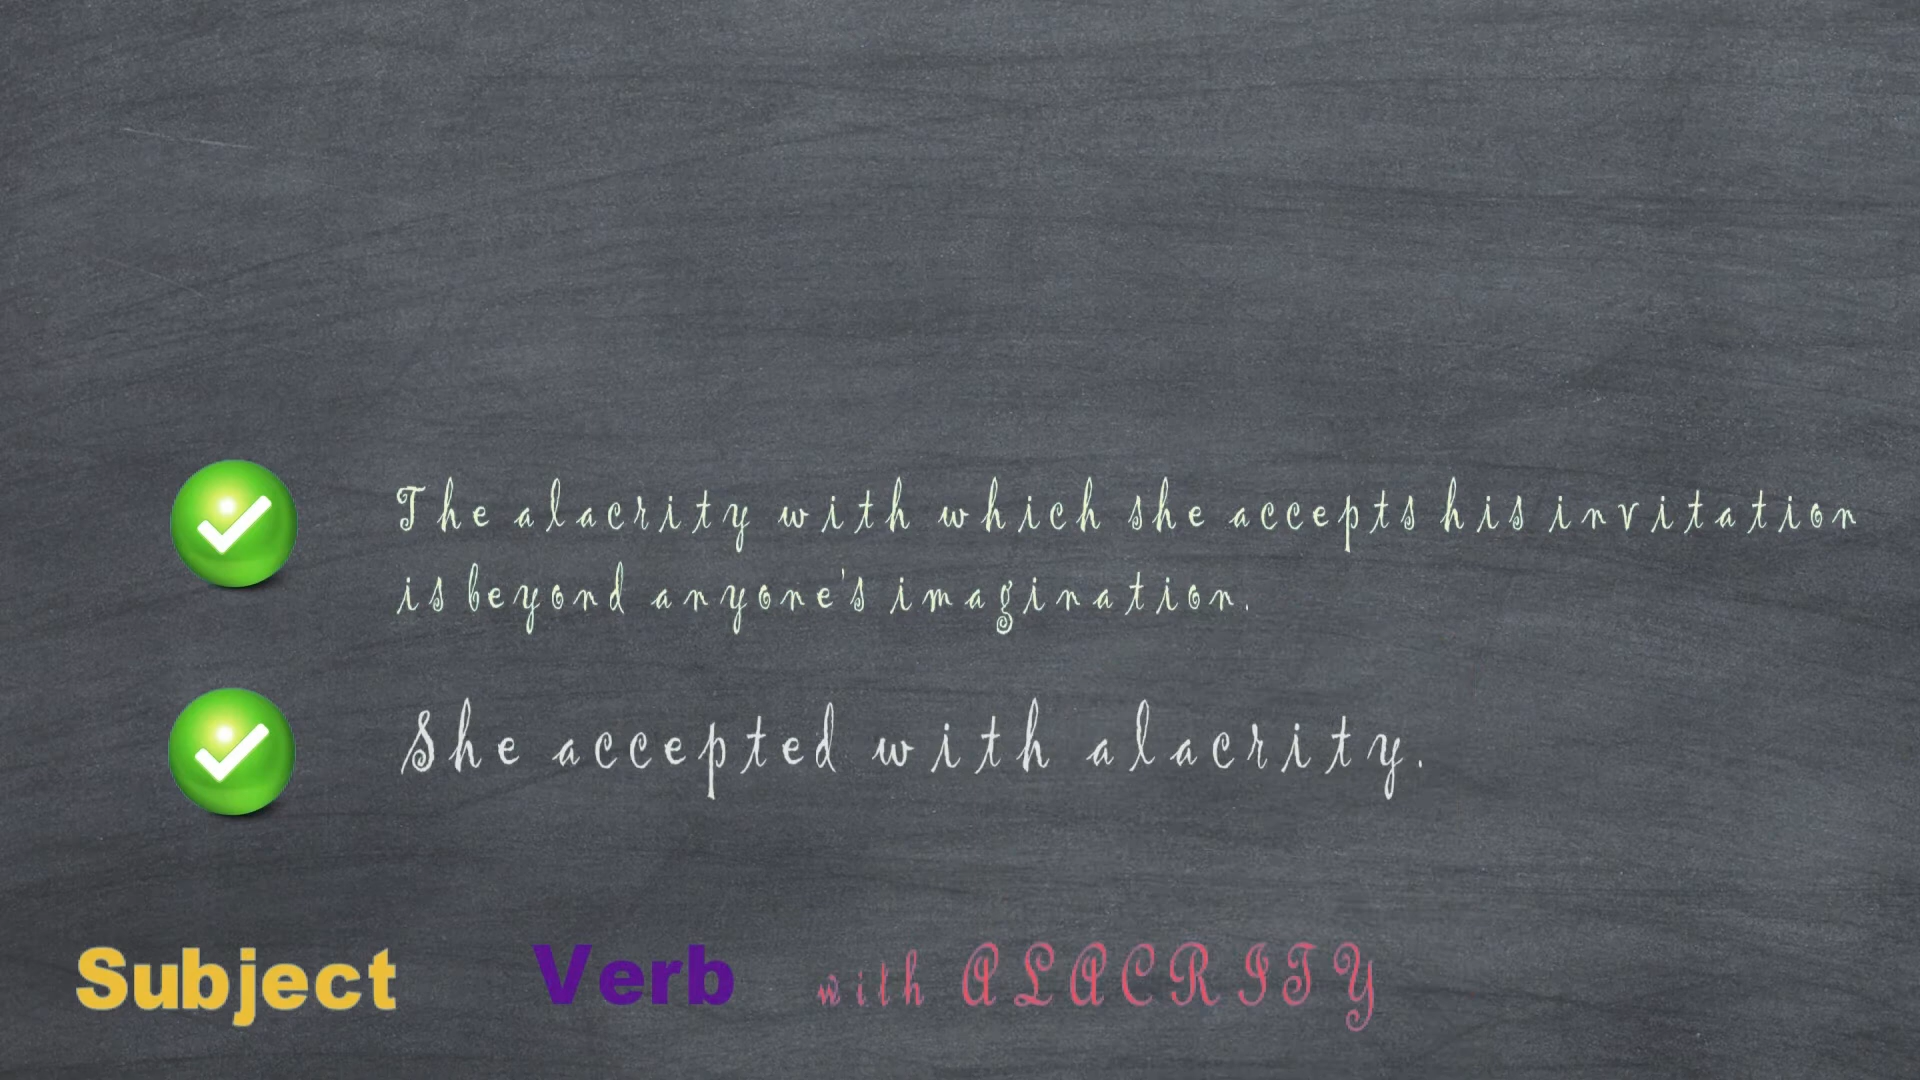 The alacrity with which she accepts his invitation
is beyond anyone's imagination.
She accepted with alacrity.
Subject Verb with ALACRITY